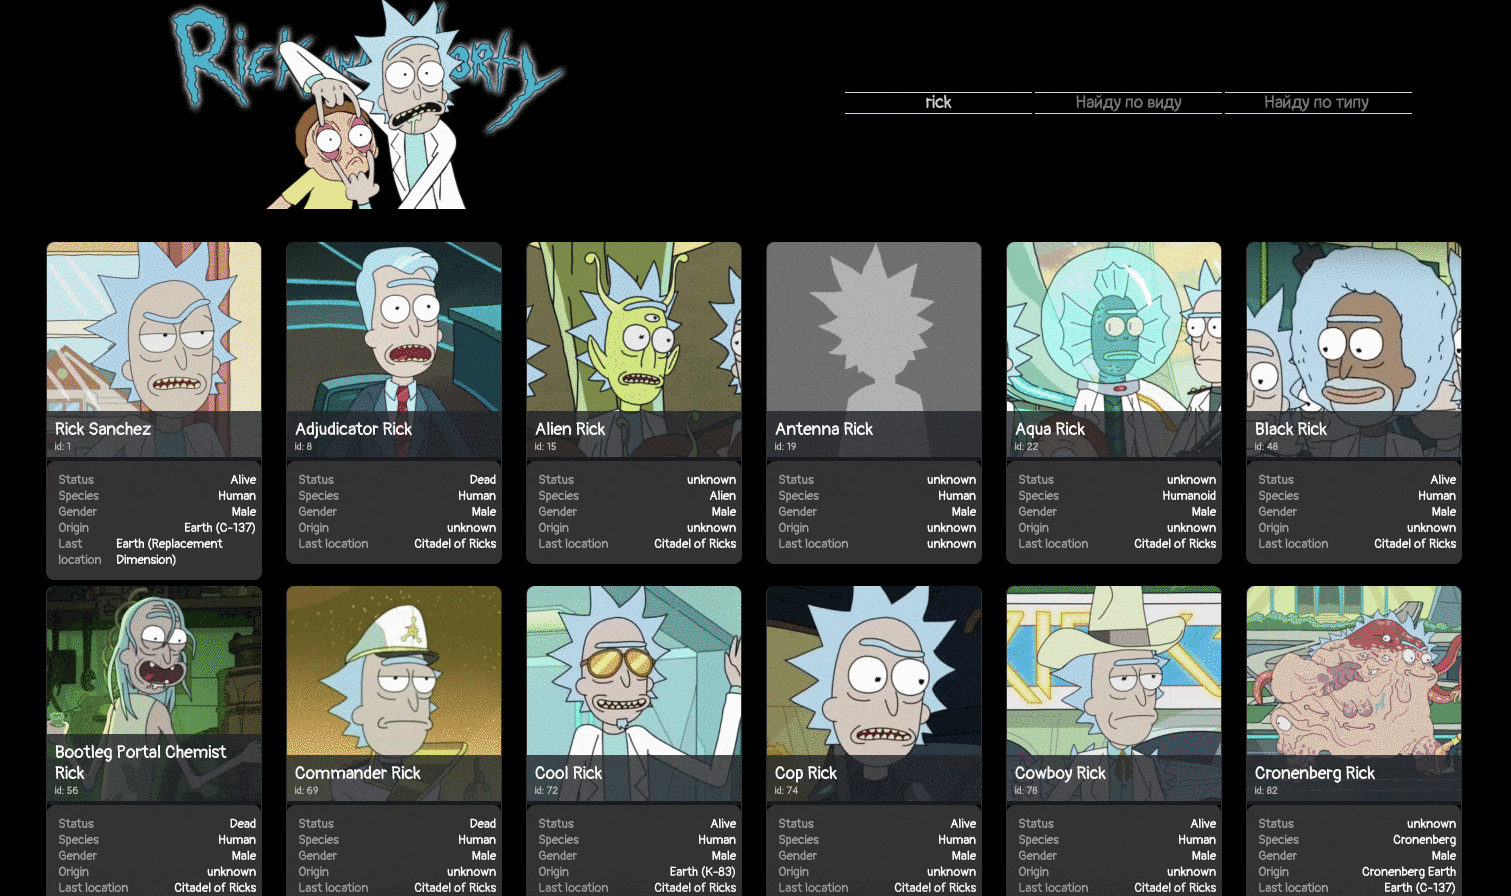 Rick and Morty
rick
Найду по виду
Найду по типу
Rick Sanchez
id: 1
Status Alive
Species Human
Gender Male
Origin Earth (C-137)
Last location Earth (Replacement Dimension)
Adjudicator Rick
id: 8
Status Dead
Species Human
Gender Male
Origin unknown
Last location Citadel of Ricks
Alien Rick
id: 15
Status unknown
Species Alien
Gender Male
Origin unknown
Last location Citadel of Ricks
Antenna Rick
id: 19
Status unknown
Species Human
Gender Male
Origin unknown
Last location unknown
Aqua Rick
id: 22
Status unknown
Species Humanoid
Gender Male
Origin unknown
Last location Citadel of Ricks
Black Rick
id: 48
Status Alive
Species Human
Gender Male
Origin unknown
Last location Citadel of Ricks
Bootleg Portal Chemist
Rick
id: 56
Status Dead
Species Human
Gender Male
Origin unknown
Last location Citadel of Ricks
Commander Rick
id: 69
Status Dead
Species Human
Gender Male
Origin unknown
Last location Citadel of Ricks
Cool Rick
id: 72
Status Alive
Species Human
Gender Male
Origin Earth (K-83)
Last location Citadel of Ricks
Cop Rick
id: 74
Status Alive
Species Human
Gender Male
Origin unknown
Last location Citadel of Ricks
Cowboy Rick
id: 78
Status Alive
Species Human
Gender Male
Origin unknown
Last location Citadel of Ricks
Cronenberg Rick
id: 82
Status unknown
Species Cronenberg
Gender Male
Origin Cronenberg Earth
Last location Earth (C-137)